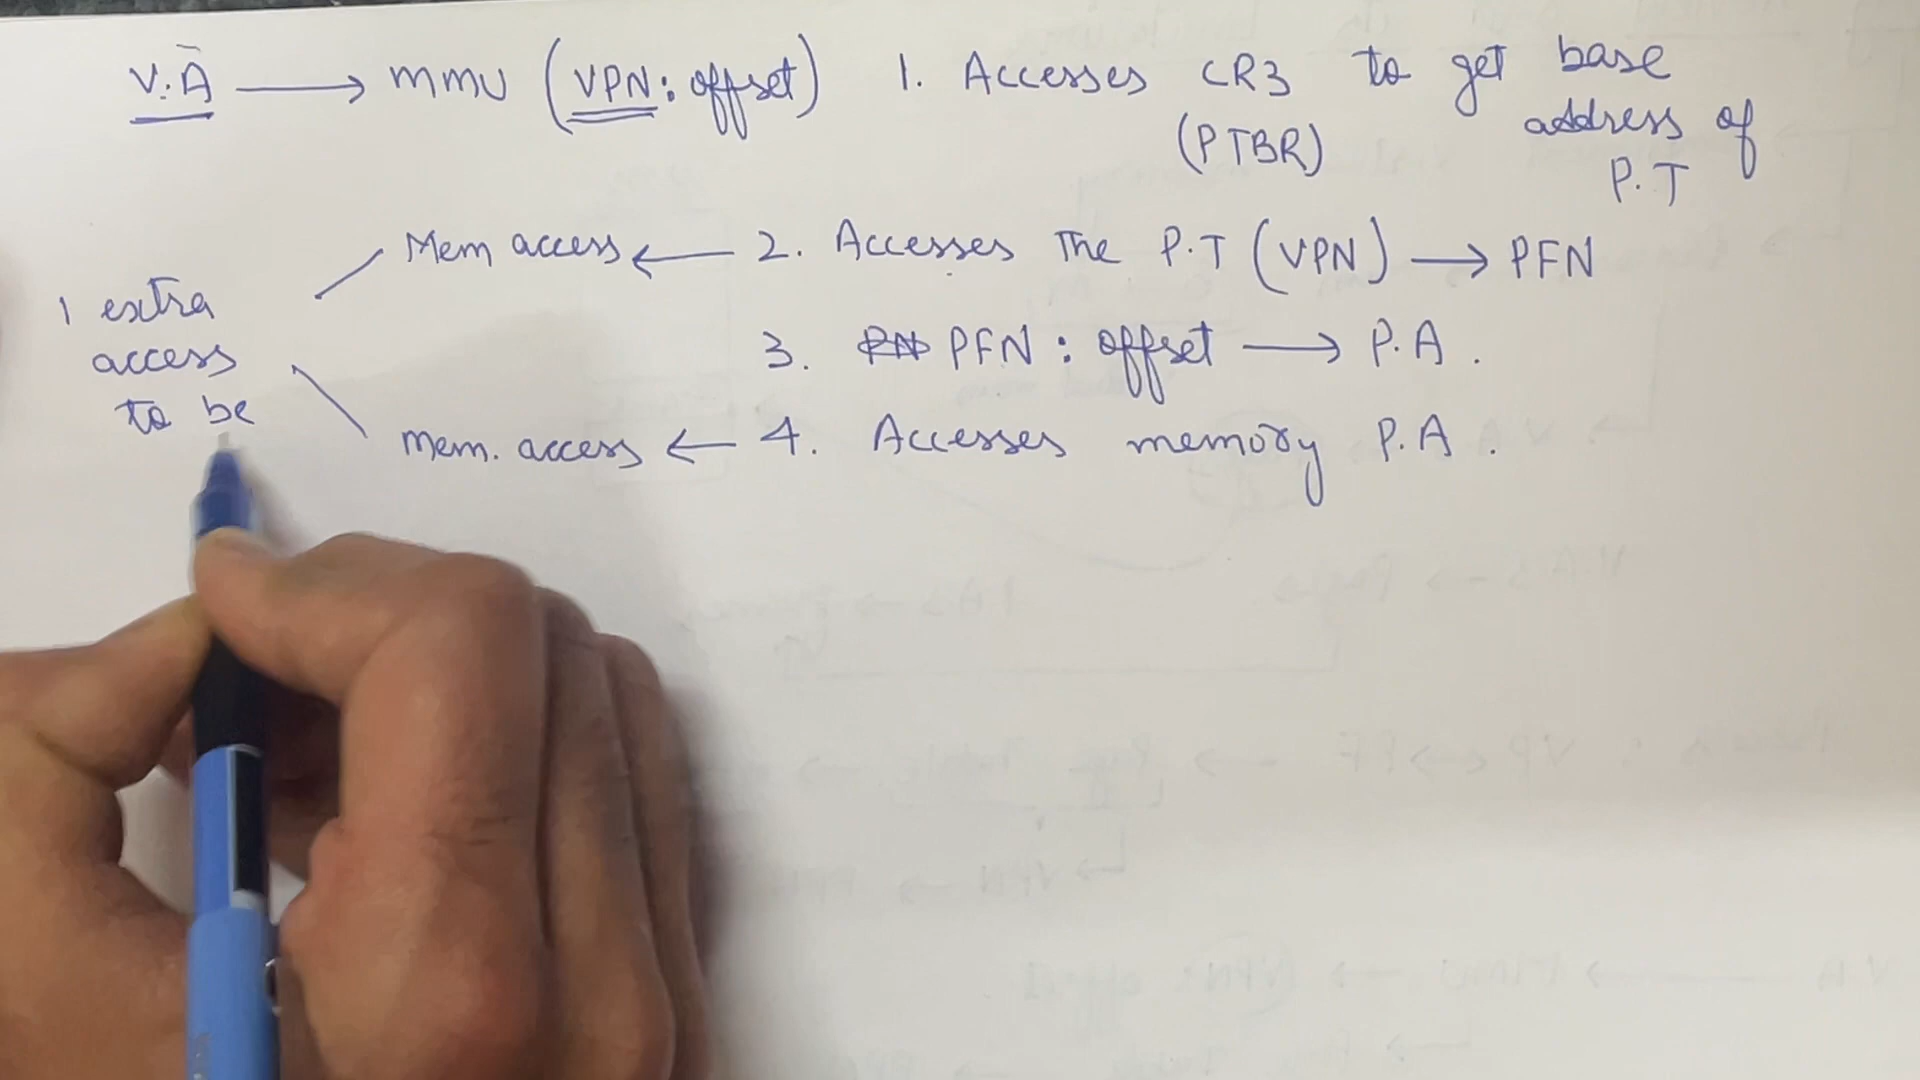 V.A → MMU (VPN : offset) 1. Accesses CR3 to get base
(PTBR) address of
P.T
Mem access ← 2. Accesses The P.T (VPN) → PFN
1 extra
access
to be
3. PFN : offset → P.A.
Mem. access ← 4. Accesses memory P.A.